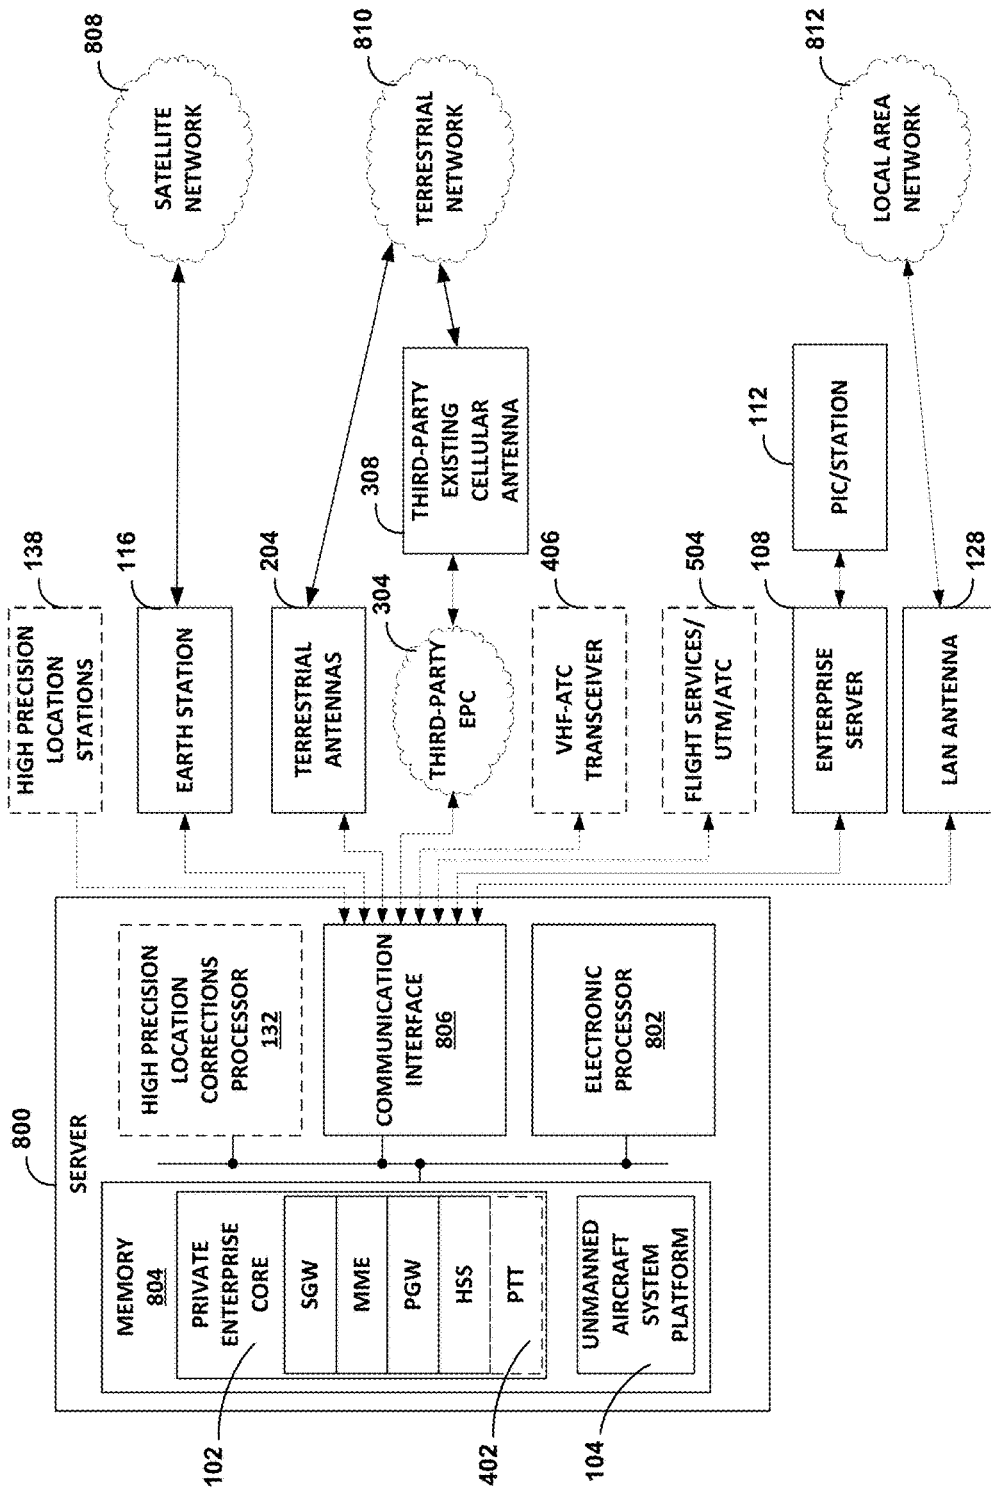 800
SERVER
MEMORY
804
PRIVATE
ENTERPRISE
CORE
SGW
MME
PGW
HSS
PTT
UNMANNED
AIRCRAFT
SYSTEM
PLATFORM
102
402
104
HIGH PRECISION
LOCATION
CORRECTIONS
PROCESSOR
132
COMMUNICATION
INTERFACE
806
ELECTRONIC
PROCESSOR
802
HIGH PRECISION
LOCATION
STATIONS
138
EARTH STATION
116
TERRESTRIAL
ANTENNAS
204
THIRD-PARTY
EPC
304
VHF-ATC
TRANSCEIVER
406
FLIGHT SERVICES/
UTM/ATC
504
ENTERPRISE
SERVER
108
LAN ANTENNA
128
THIRD-PARTY
EXISTING
CELLULAR
ANTENNA
308
PIC/STATION
112
SATELLITE
NETWORK
808
TERRESTRIAL
NETWORK
810
LOCAL AREA
NETWORK
812